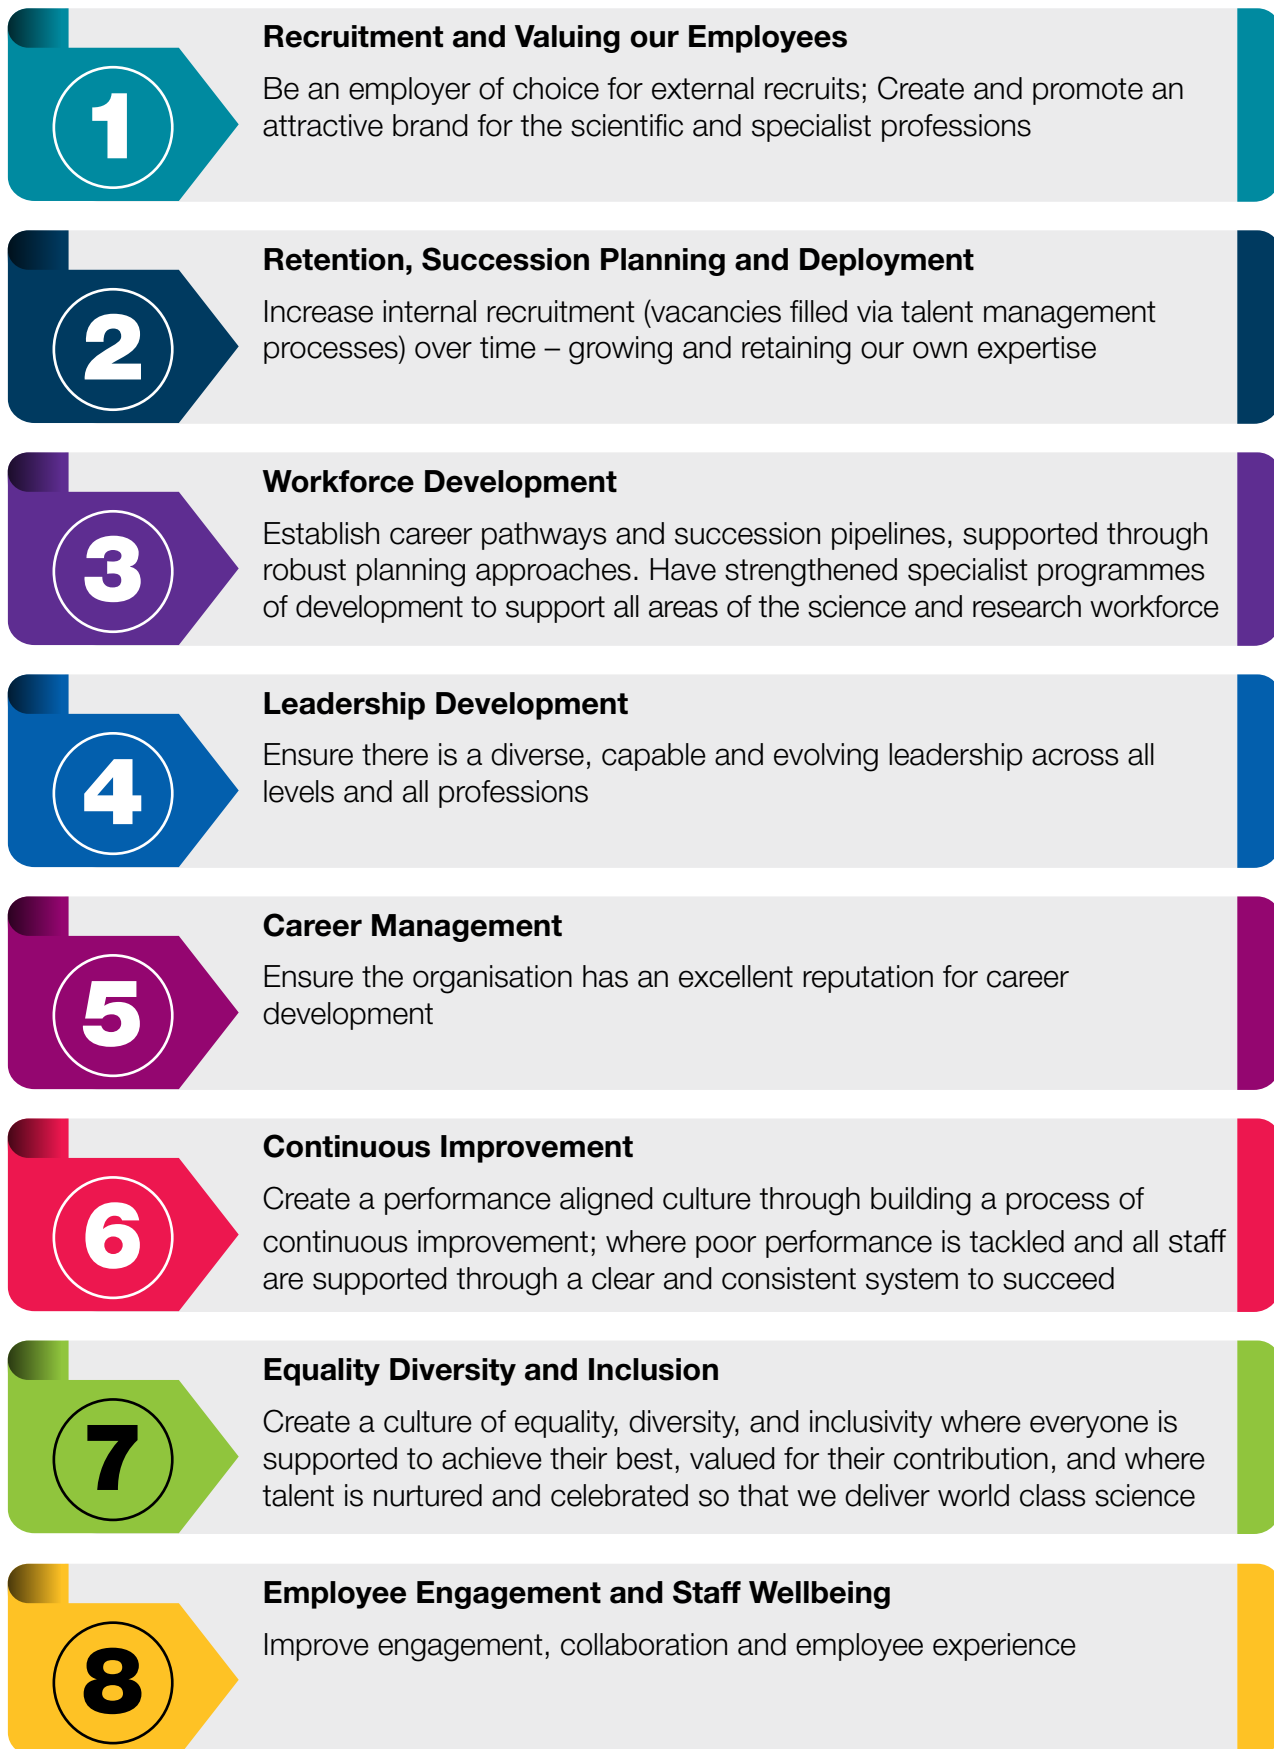 1
Recruitment and Valuing our Employees
Be an employer of choice for external recruits; Create and promote an
attractive brand for the scientific and specialist professions
2
Retention, Succession Planning and Deployment
Increase internal recruitment (vacancies filled via talent management
processes) over time – growing and retaining our own expertise
3
Workforce Development
Establish career pathways and succession pipelines, supported through
robust planning approaches. Have strengthened specialist programmes
of development to support all areas of the science and research workforce
4
Leadership Development
Ensure there is a diverse, capable and evolving leadership across all
levels and all professions
5
Career Management
Ensure the organisation has an excellent reputation for career
development
6
Continuous Improvement
Create a performance aligned culture through building a process of
continuous improvement; where poor performance is tackled and all staff
are supported through a clear and consistent system to succeed
7
Equality Diversity and Inclusion
Create a culture of equality, diversity, and inclusivity where everyone is
supported to achieve their best, valued for their contribution, and where
talent is nurtured and celebrated so that we deliver world class science
8
Employee Engagement and Staff Wellbeing
Improve engagement, collaboration and employee experience